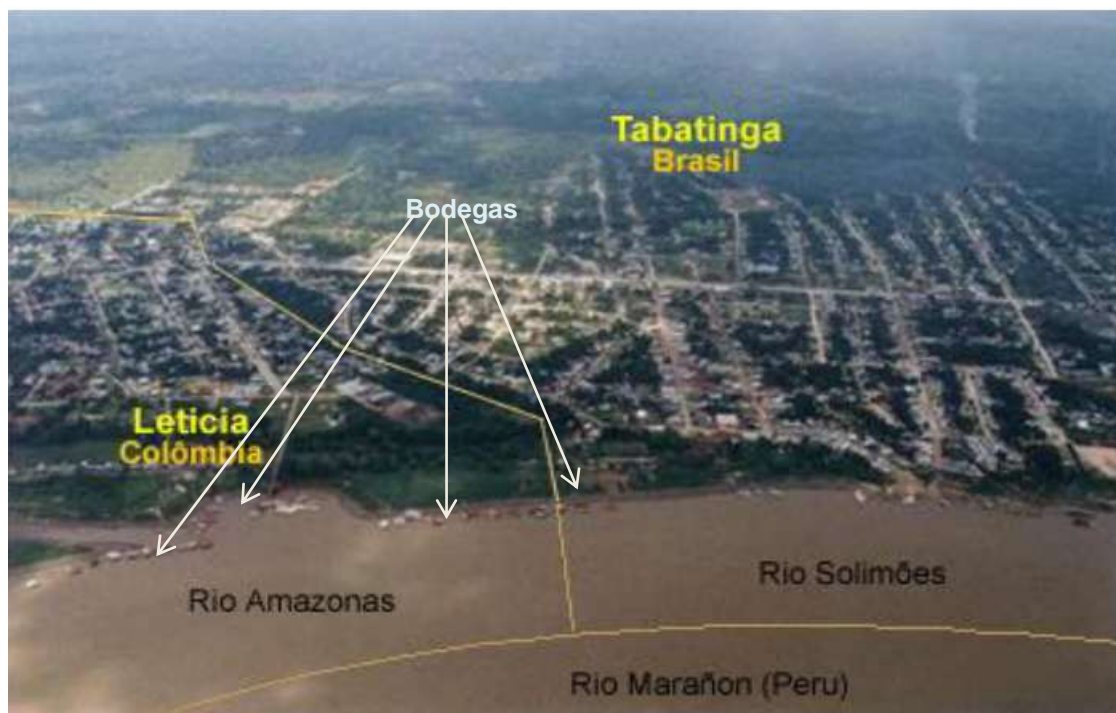 Tabatinga
Brasil
Bodegas
Leticia
Colômbia
Rio Amazonas
Rio Solimões
Rio Marañon (Peru)